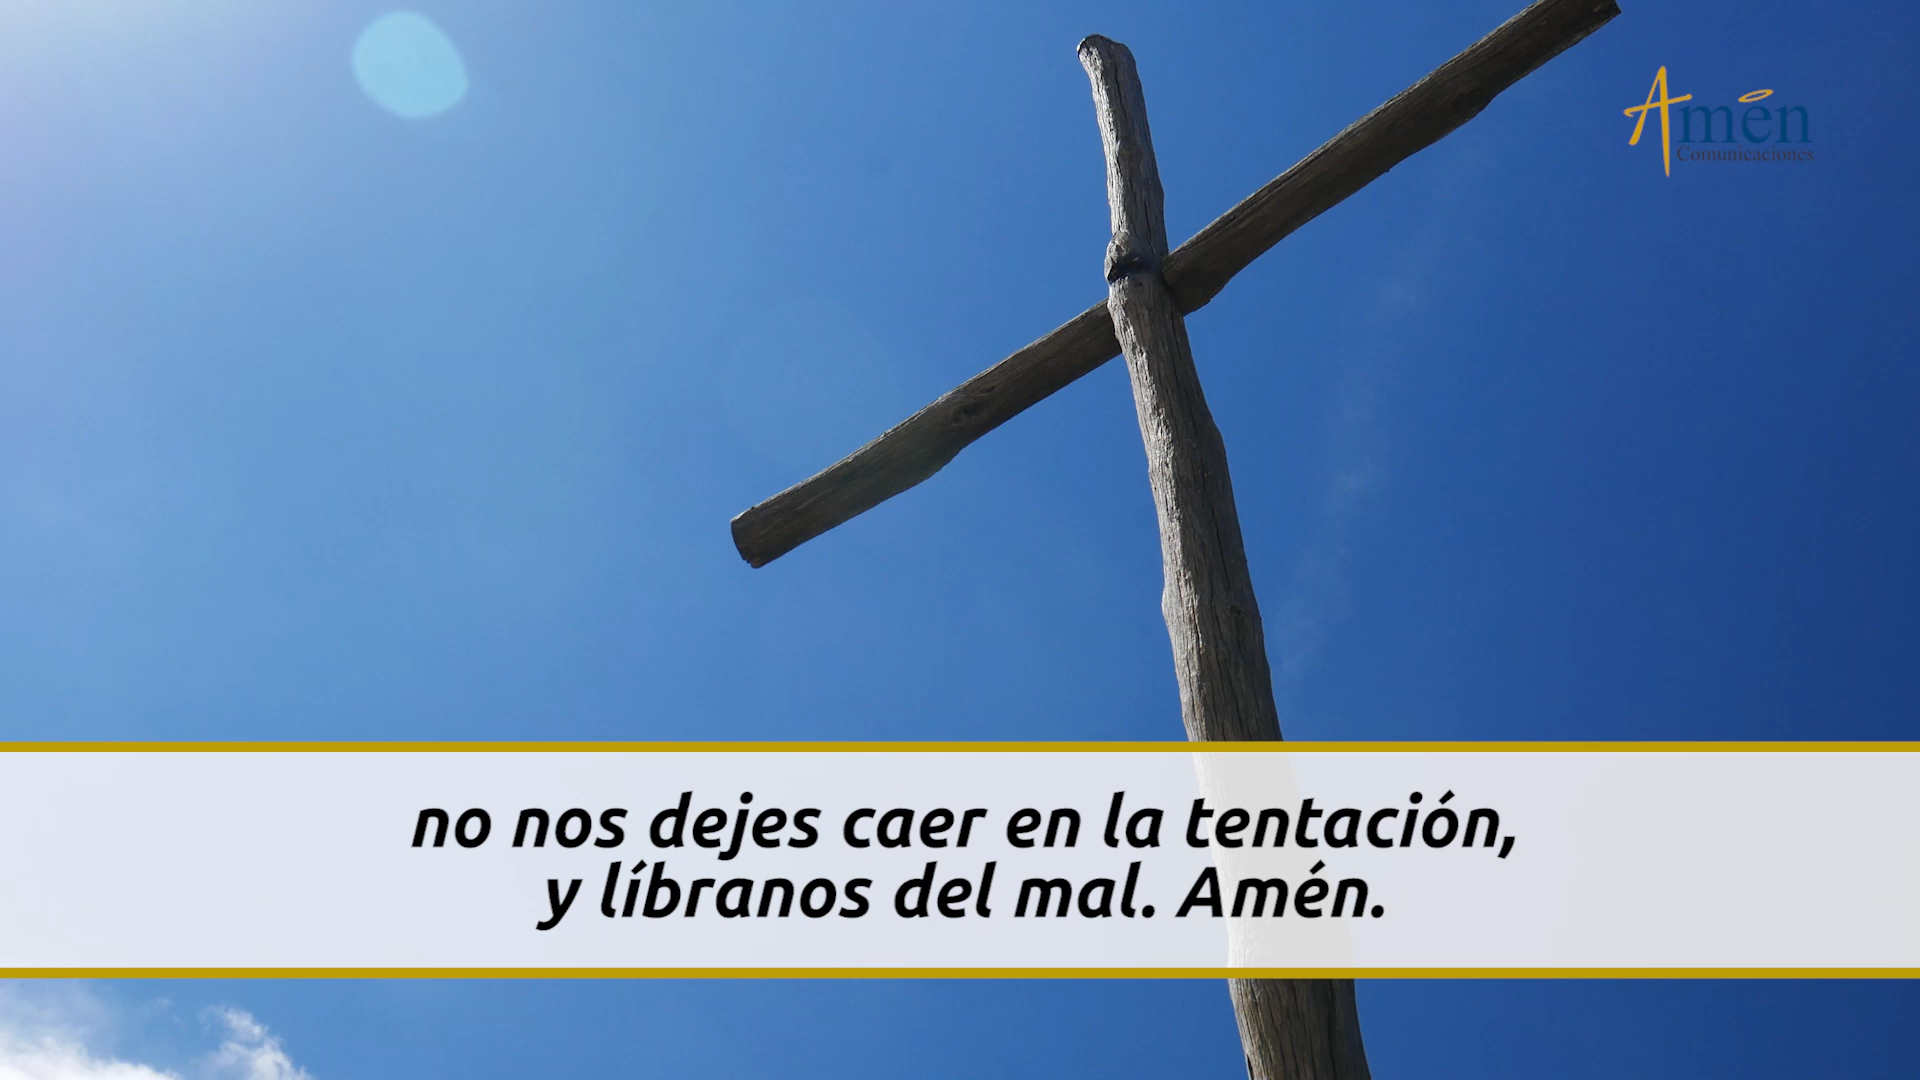 Amén
Comunicaciones
no nos dejes caer en la tentación,
y líbranos del mal. Amén.